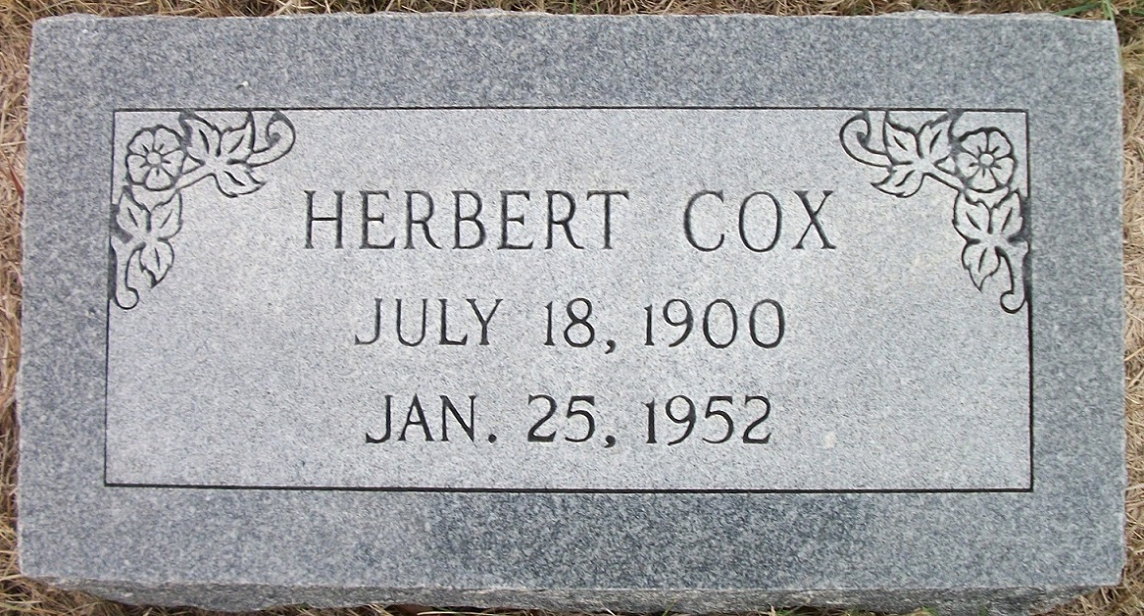 HERBERT COX
JULY 18, 1900
JAN. 25, 1952